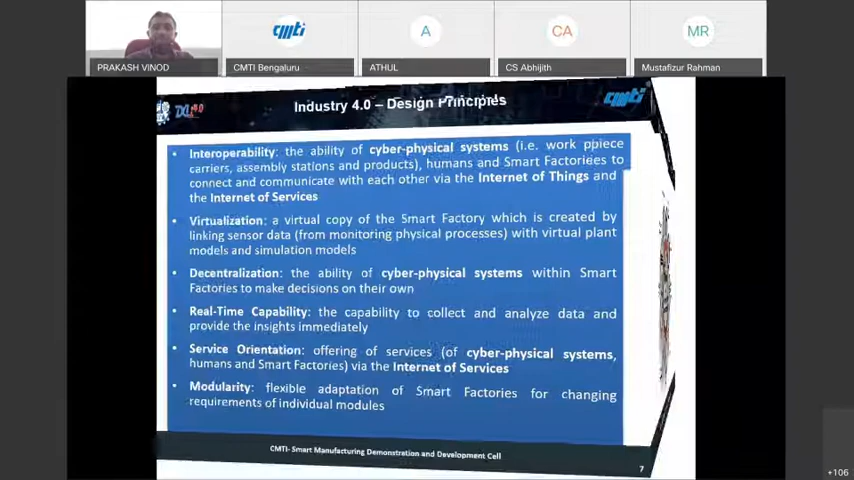 cmti
A
CA
MR
PRAKASH VINOD
CMTI Bengaluru
ATHUL
CS Abhijith
Mustafizur Rahman
Industry 4.0 – Design Principles
cmti
• Interoperability: the ability of cyber-physical systems (i.e. work ppiece
carriers, assembly stations and products), humans and Smart Factoriees to
connect and communicate with each other via the Internet of Things and
the Internet of Services
• Virtualization: a virtual copy of the Smart Factory which is created by
linking sensor data (from monitoring physical processes) with virtual plant
models and simulation models
• Decentralization: the ability of cyber-physical systems within Smart
Factories to make decisions on their own
• Real-Time Capability: the capability to collect and analyze data and
provide the insights immediately
• Service Orientation: offering of services (of cyber-physical systems,
humans and Smart Factories) via the Internet of Services
• Modularity: flexible adaptation of Smart Factories for changing
requirements of individual modules
CMTI- Smart Manufacturing Demonstration and Development Cell
7
+106